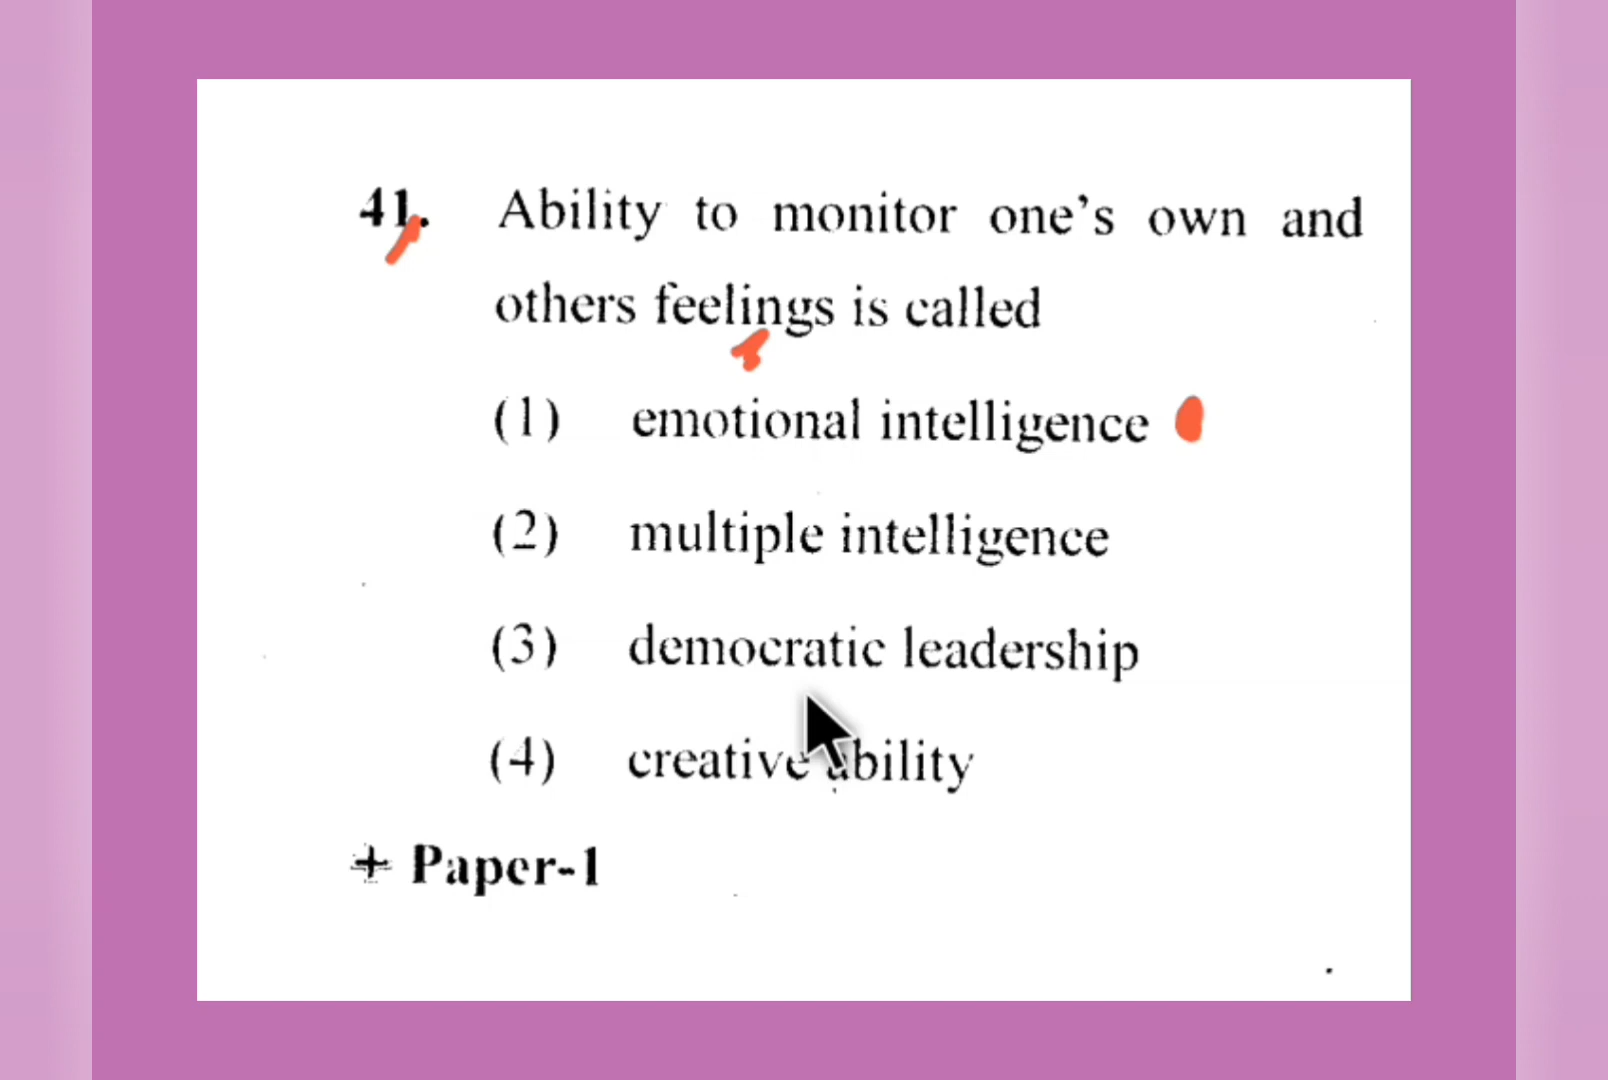 41. Ability to monitor one's own and
others feelings is called
(1) emotional intelligence
(2) multiple intelligence
(3) democratic leadership
(4) creative ability
+ Paper-1